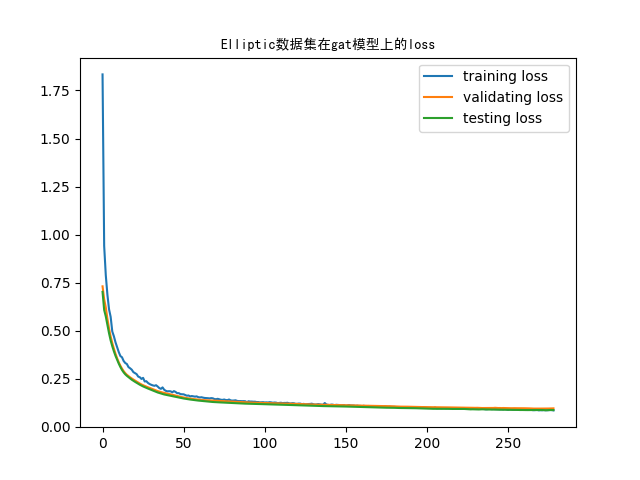 Elliptic数据集在gat模型上的loss
training loss
validating loss
testing loss
1.75
1.50
1.25
1.00
0.75
0.50
0.25
0.00
0 50 100 150 200 250